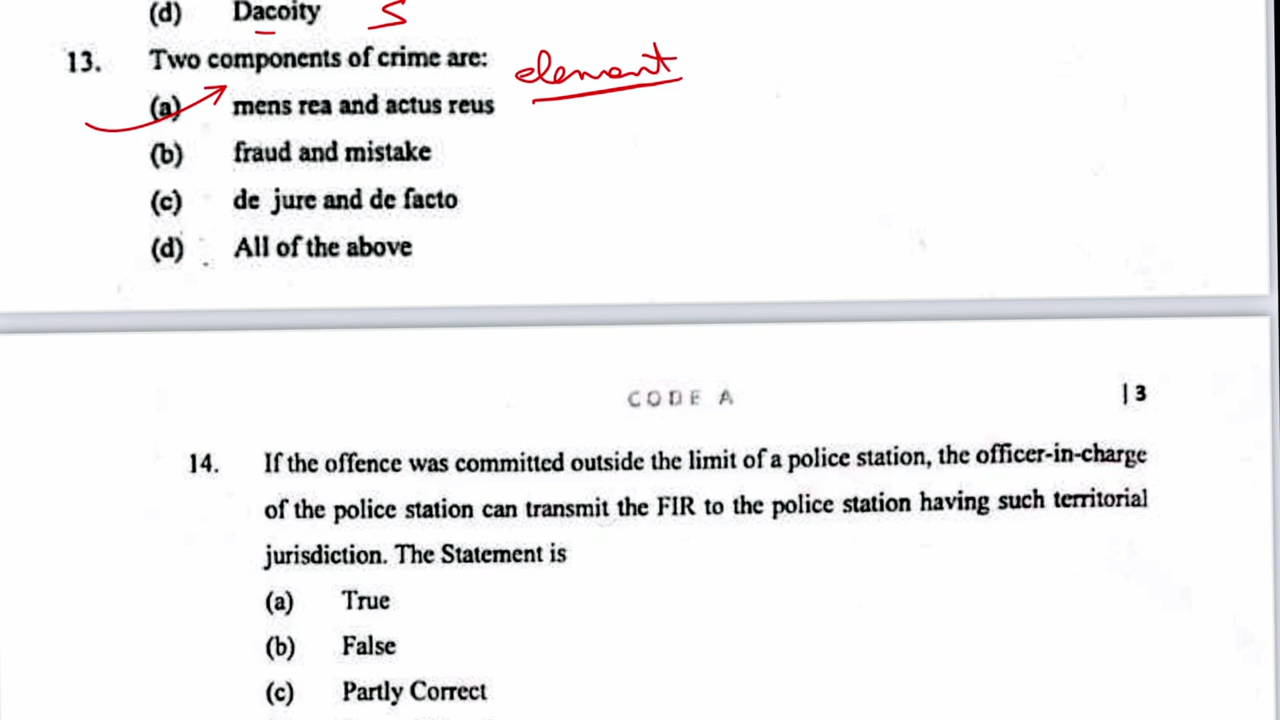 (d) Dacoity S
13. Two components of crime are: element
(a) mens rea and actus reus
(b) fraud and mistake
(c) de jure and de facto
(d) All of the above
CODE A
| 3
14. If the offence was committed outside the limit of a police station, the officer-in-charge
of the police station can transmit the FIR to the police station having such territorial
jurisdiction. The Statement is
(a) True
(b) False
(c) Partly Correct